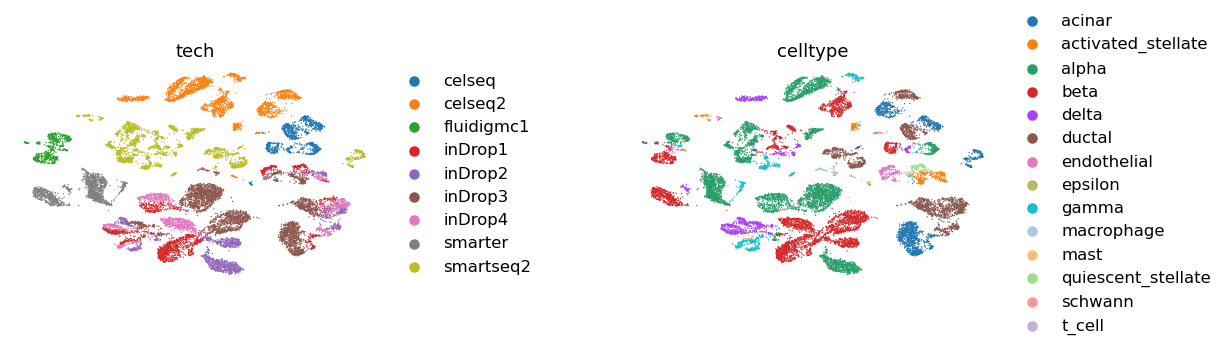 tech
celseq
celseq2
fluidigmc1
inDrop1
inDrop2
inDrop3
inDrop4
smarter
smartseq2
celltype
acinar
activated_stellate
alpha
beta
delta
ductal
endothelial
epsilon
gamma
macrophage
mast
quiescent_stellate
schwann
t_cell